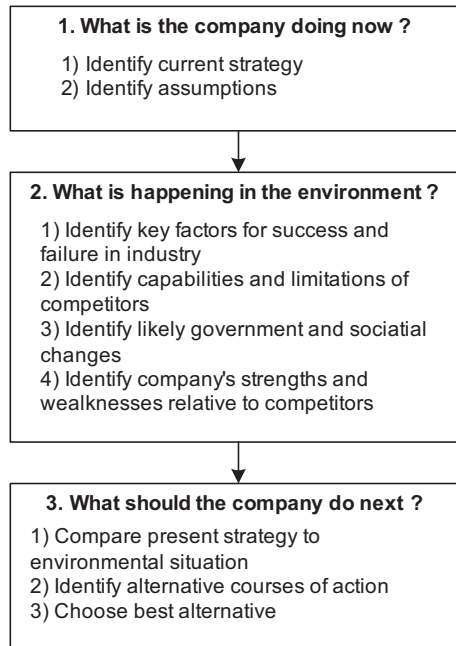 1. What is the company doing now ?
1) Identify current strategy
2) Identify assumptions
2. What is happening in the environment ?
1) Identify key factors for success and
failure in industry
2) Identify capabilities and limitations of
competitors
3) Identify likely government and sociatial
changes
4) Identify company's strengths and
wealknesses relative to competitors
3. What should the company do next ?
1) Compare present strategy to
environmental situation
2) Identify alternative courses of action
3) Choose best alternative